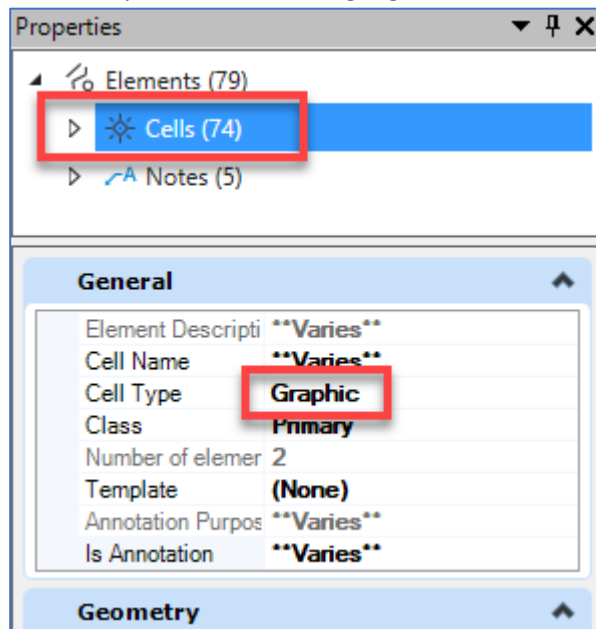 Properties
Elements (79)
Cells (74)
Notes (5)
General
Element Descripti **Varies**
Cell Name **Varies**
Cell Type Graphic
Class Primary
Number of elemer 2
Template (None)
Annotation Purpos **Varies**
Is Annotation **Varies**
Geometry